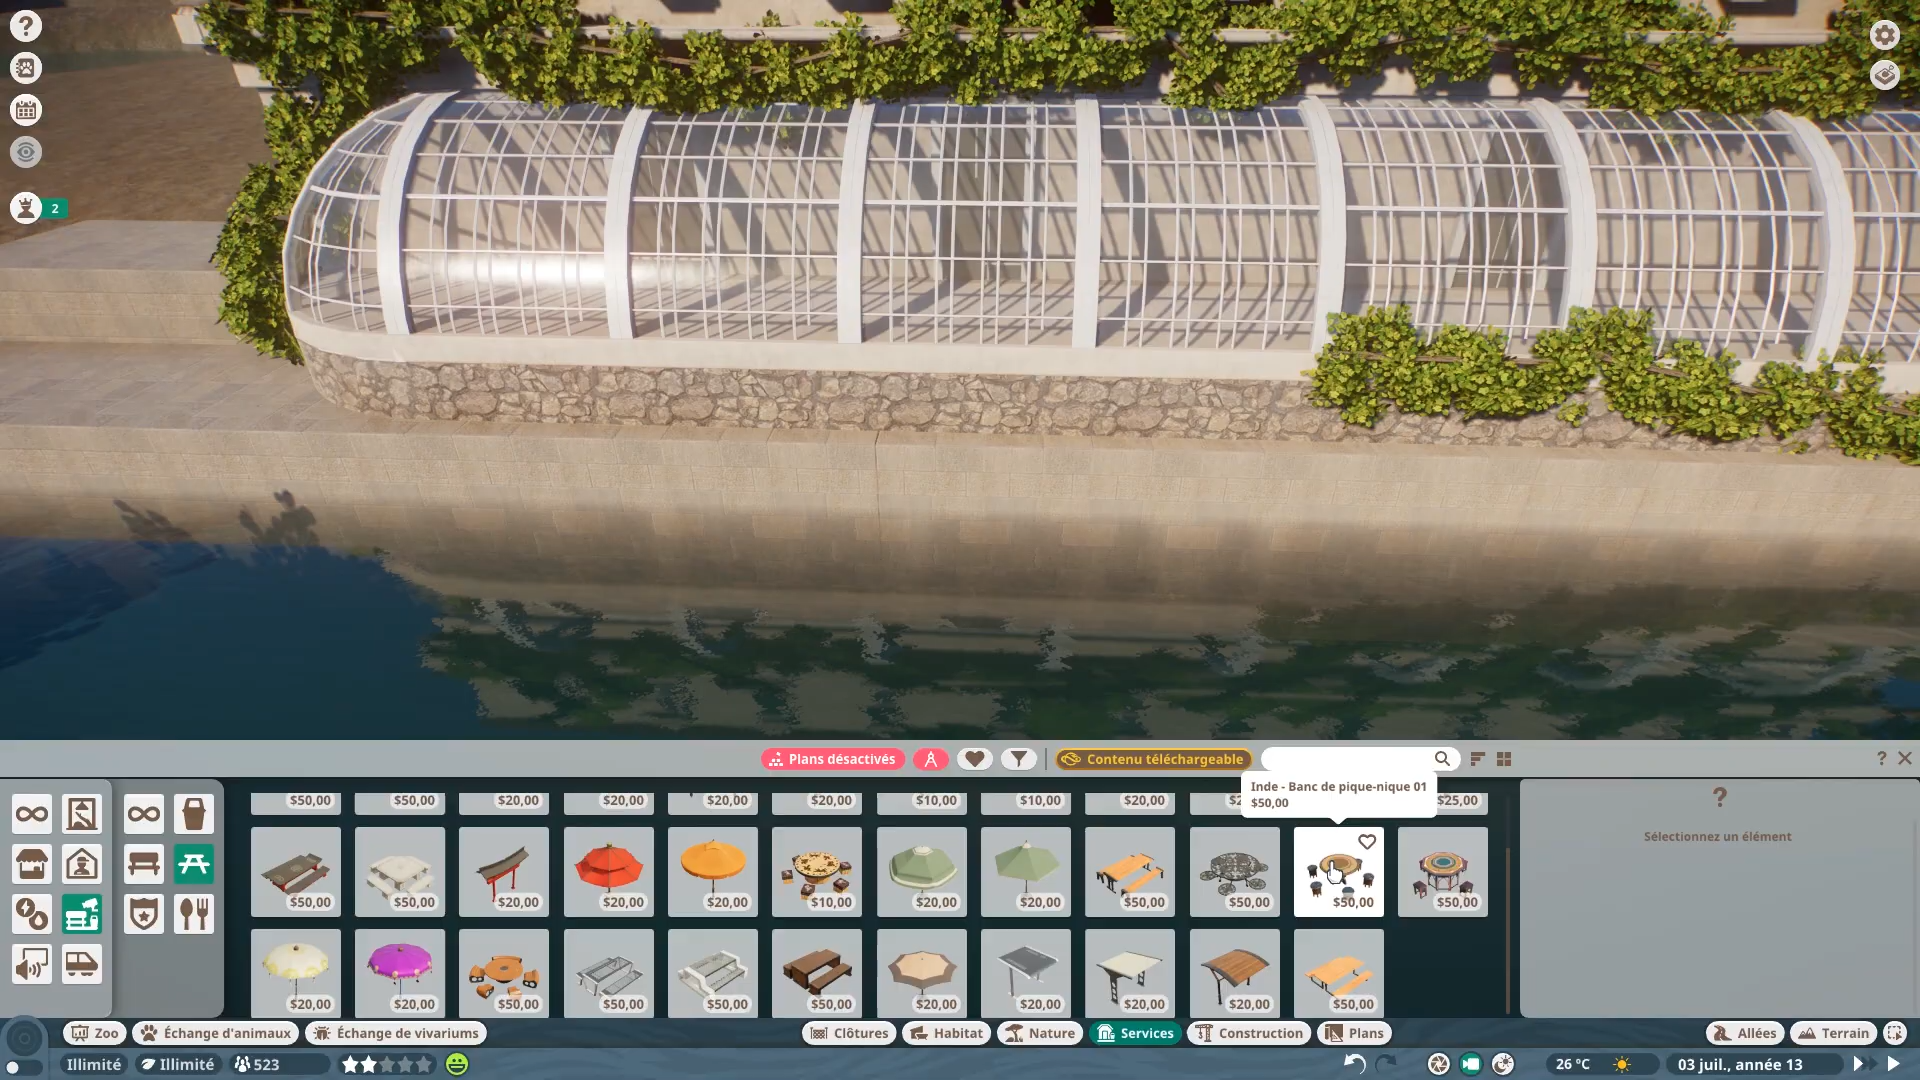 2
Plans désactivés
Contenu téléchargeable
?
Inde - Banc de pique-nique 01
$50,00
$50,00 $50,00 $20,00 $20,00 $20,00 $20,00 $10,00 $10,00 $20,00 $25,00
$50,00 $50,00 $20,00 $20,00 $20,00 $10,00 $20,00 $20,00 $50,00 $50,00 $50,00 $50,00
$20,00 $20,00 $50,00 $50,00 $50,00 $50,00 $20,00 $20,00 $20,00 $20,00 $50,00
?
Sélectionnez un élément
Zoo Échange d'animaux Échange de vivariums Clôtures Habitat Nature Services Construction Plans Allées Terrain
Illimité Illimité 523 26 °C 03 juil., année 13